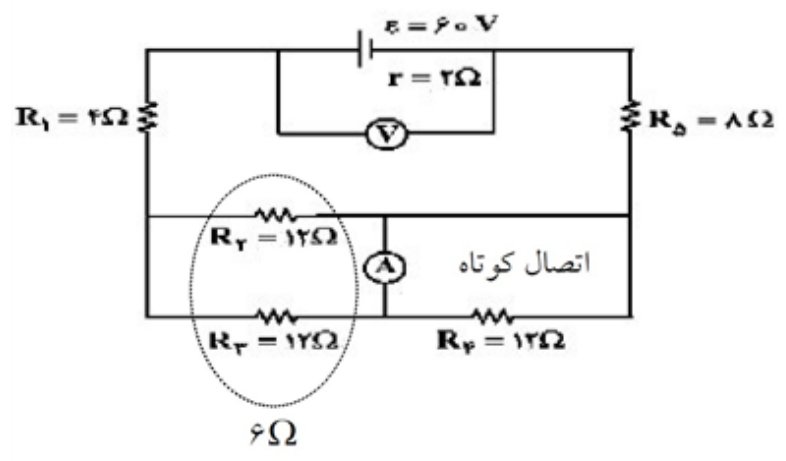 ε = ۶۰ V
r = ۲Ω
R۱ = ۴Ω
V
R۵ = ۸Ω
R۲ = ۱۲Ω
A
اتصال کوتاه
R۳ = ۱۲Ω
R۴ = ۱۲Ω
۶Ω